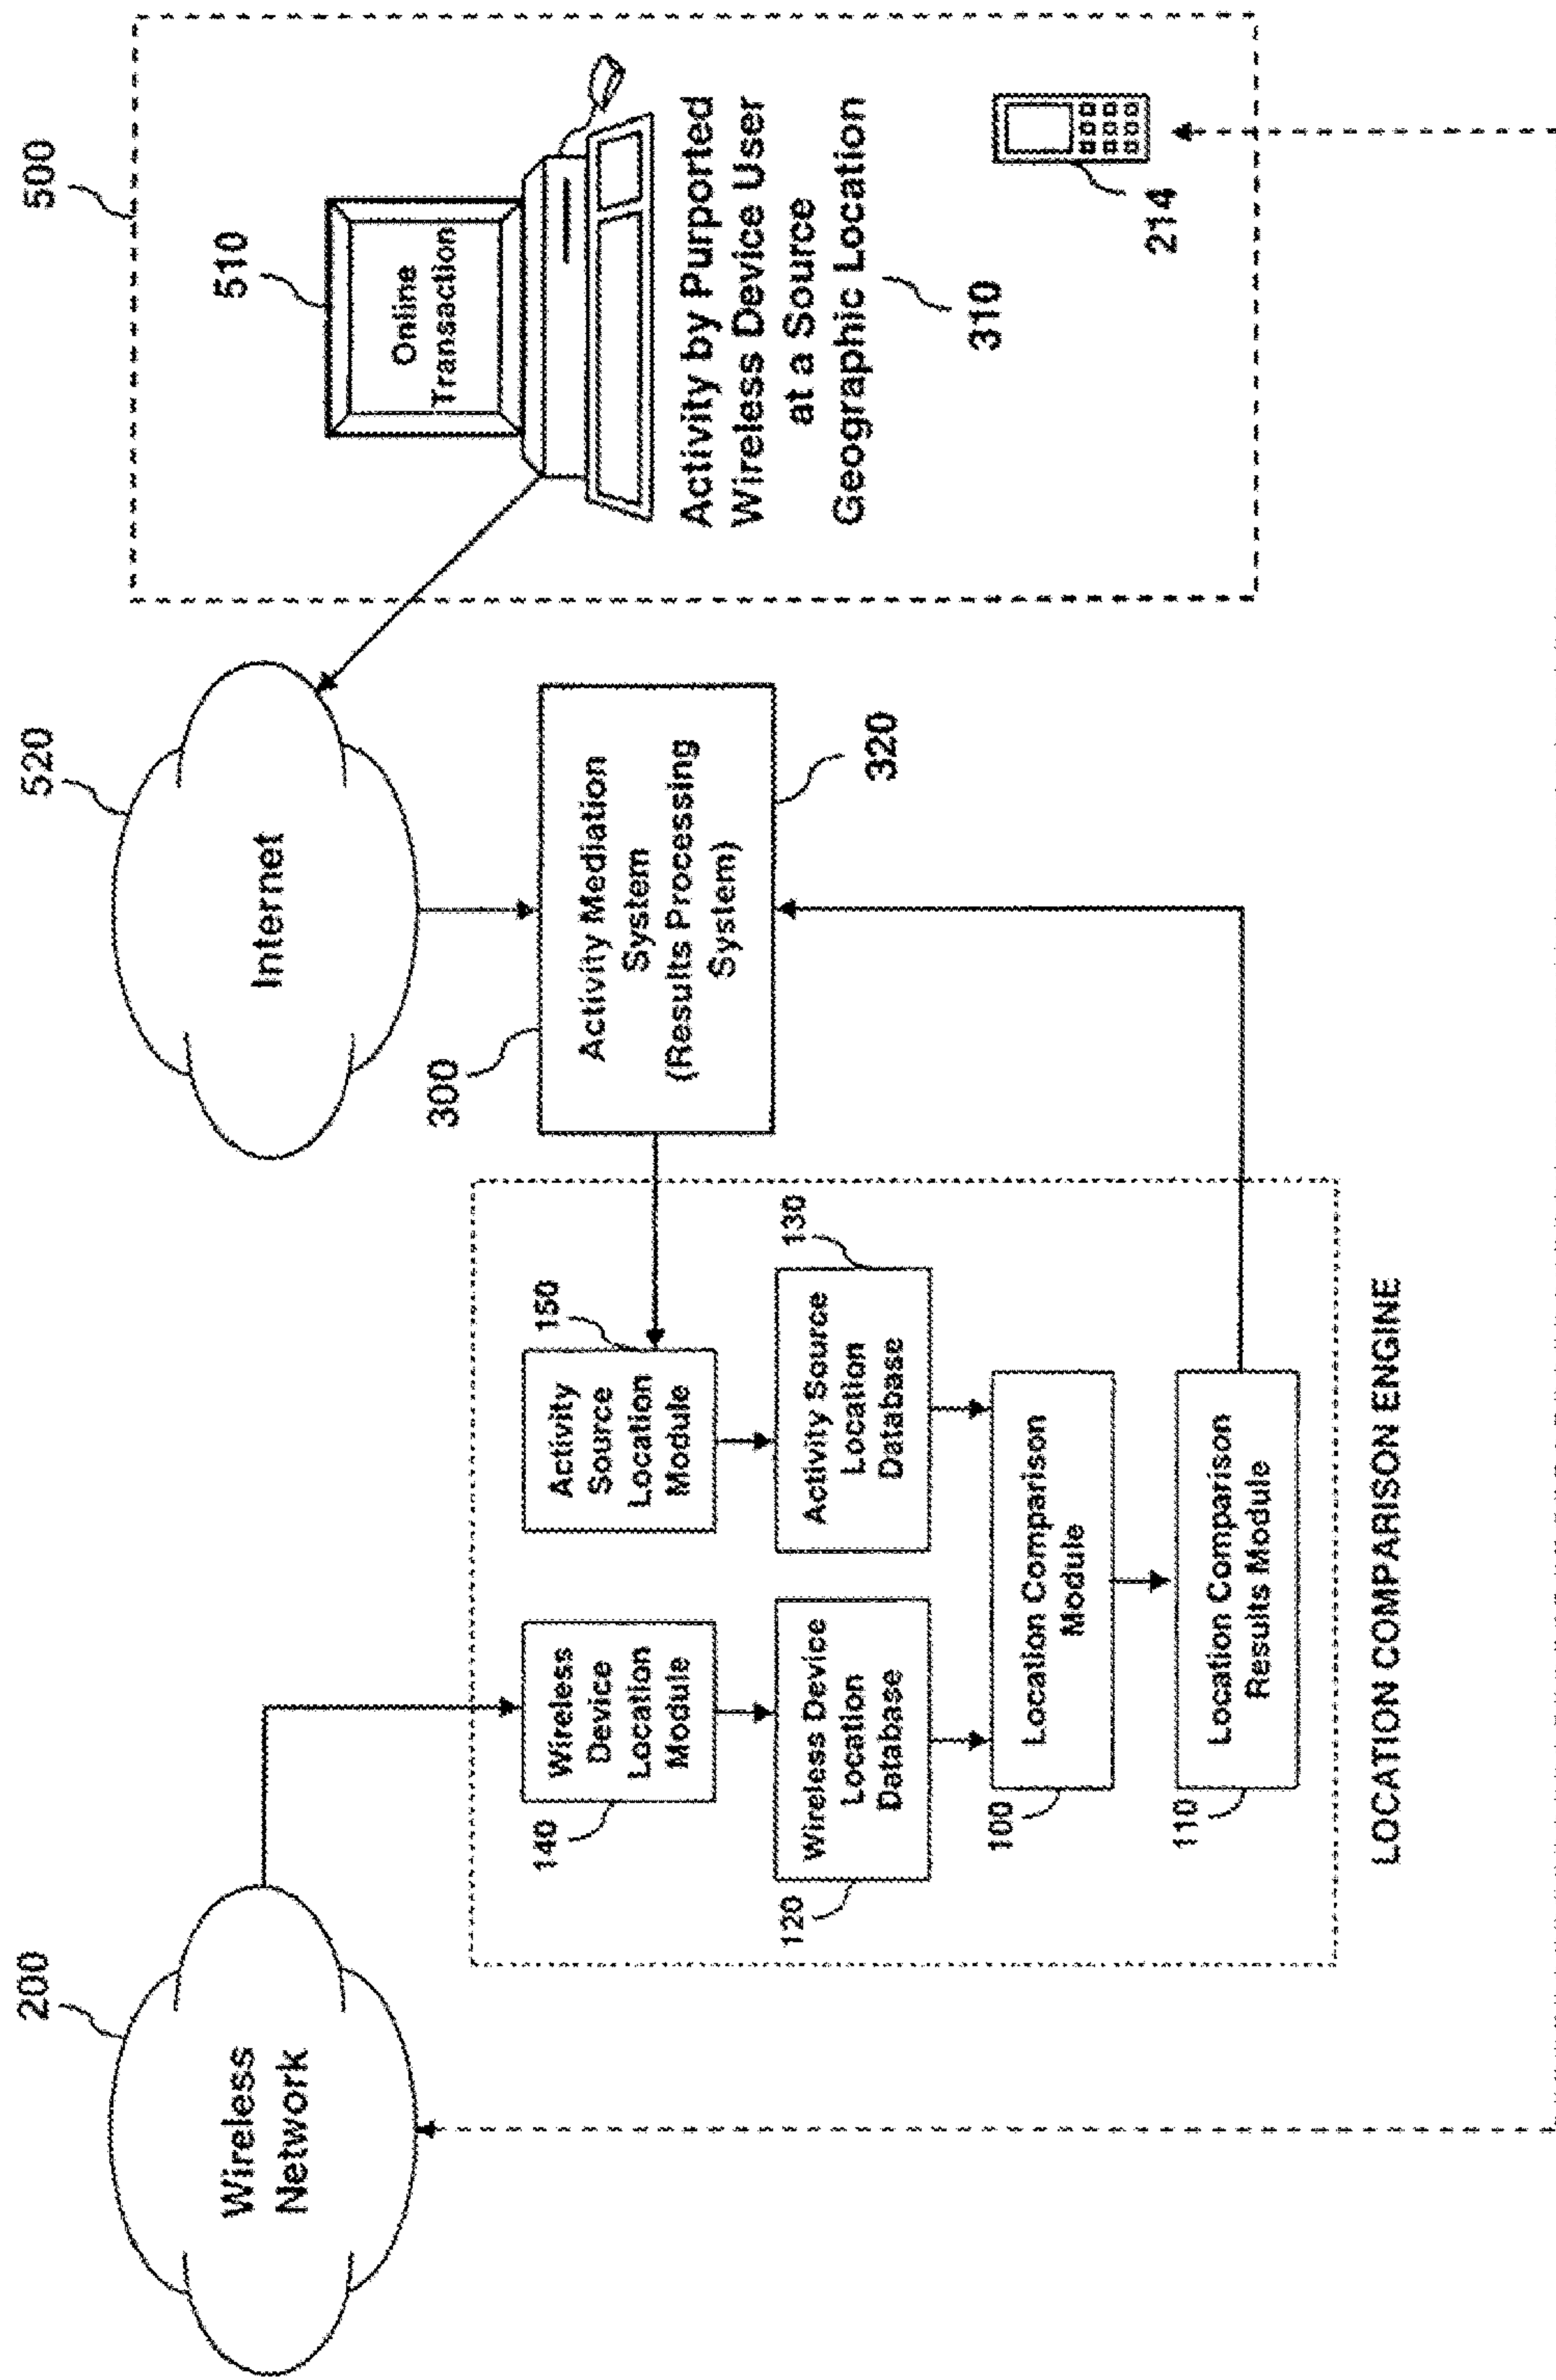 200
Wireless
Network
520
Internet
500
510
Online
Transaction
Activity by Purported
Wireless Device User
at a Source
Geographic Location
310
214
300
Activity Mediation
System
(Results Processing
System)
320
140
Wireless
Device
Location
Module
150
Activity
Source
Location
Module
120
Wireless Device
Location
Database
130
Activity Source
Location
Database
100
Location Comparison
Module
110
Location Comparison
Results Module
LOCATION COMPARISON ENGINE